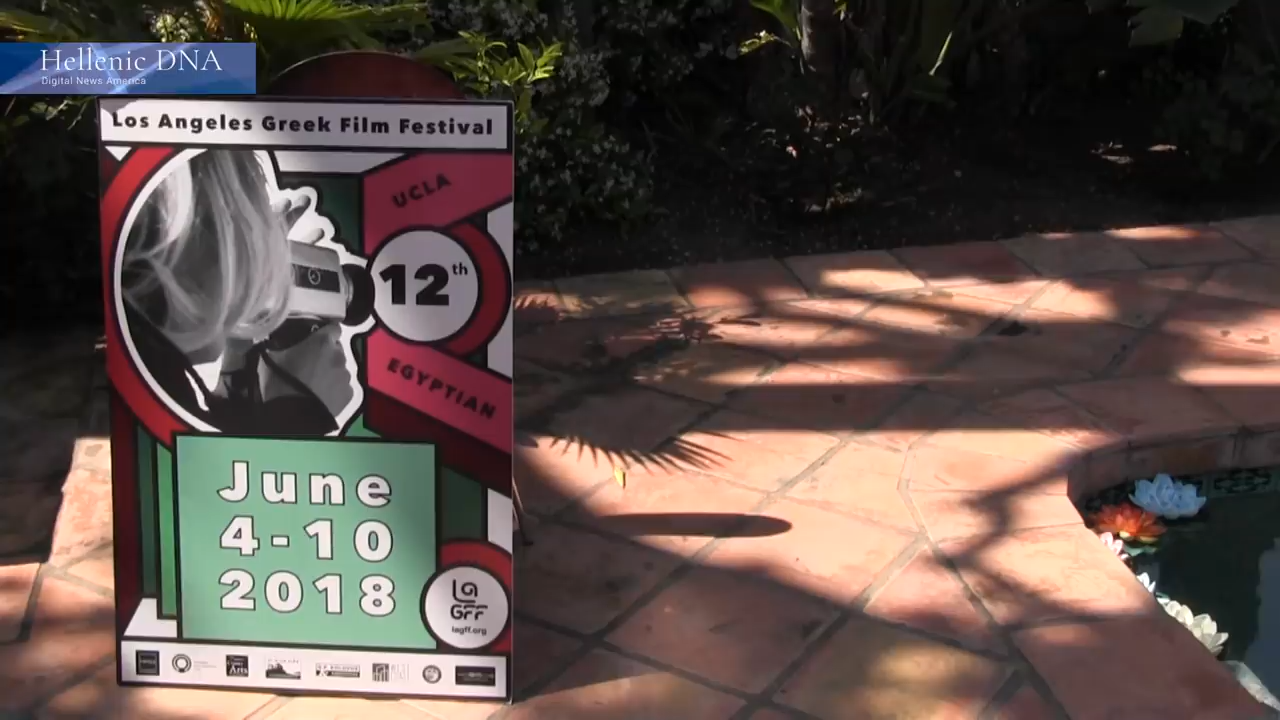 Hellenic DNA
Digital News America
Los Angeles Greek Film Festival
UCLA
12th
EGYPTIAN
June
4-10
2018
LA
GFF
lagff.org
Arts